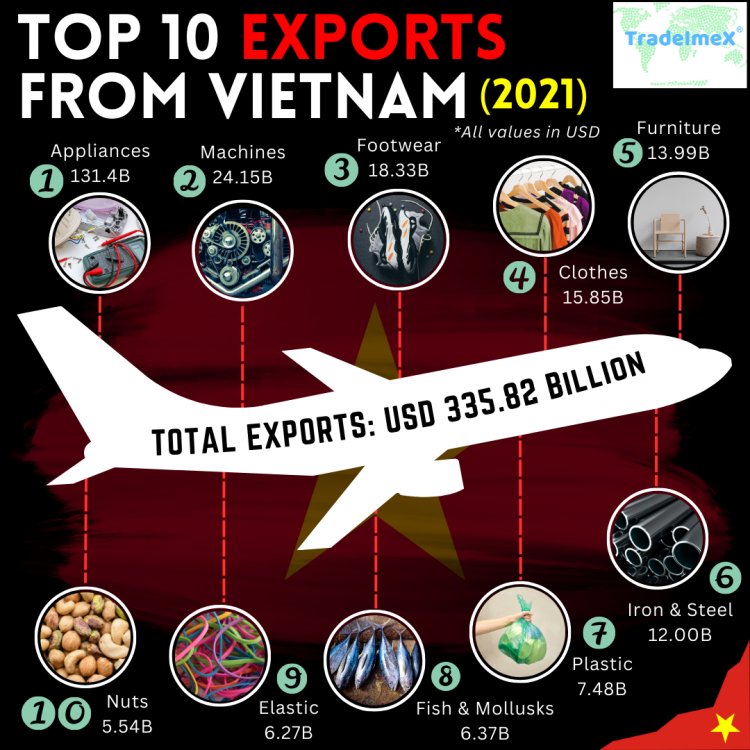 TOP 10 EXPORTS
FROM VIETNAM (2021)
TradeImeX®
*All values in USD
1
Appliances
131.4B
2
Machines
24.15B
3
Footwear
18.33B
4
Clothes
15.85B
5
Furniture
13.99B
TOTAL EXPORTS: USD 335.82 BILLION
6
Iron & Steel
12.00B
7
Plastic
7.48B
8
Fish & Mollusks
6.37B
9
Elastic
6.27B
10
Nuts
5.54B